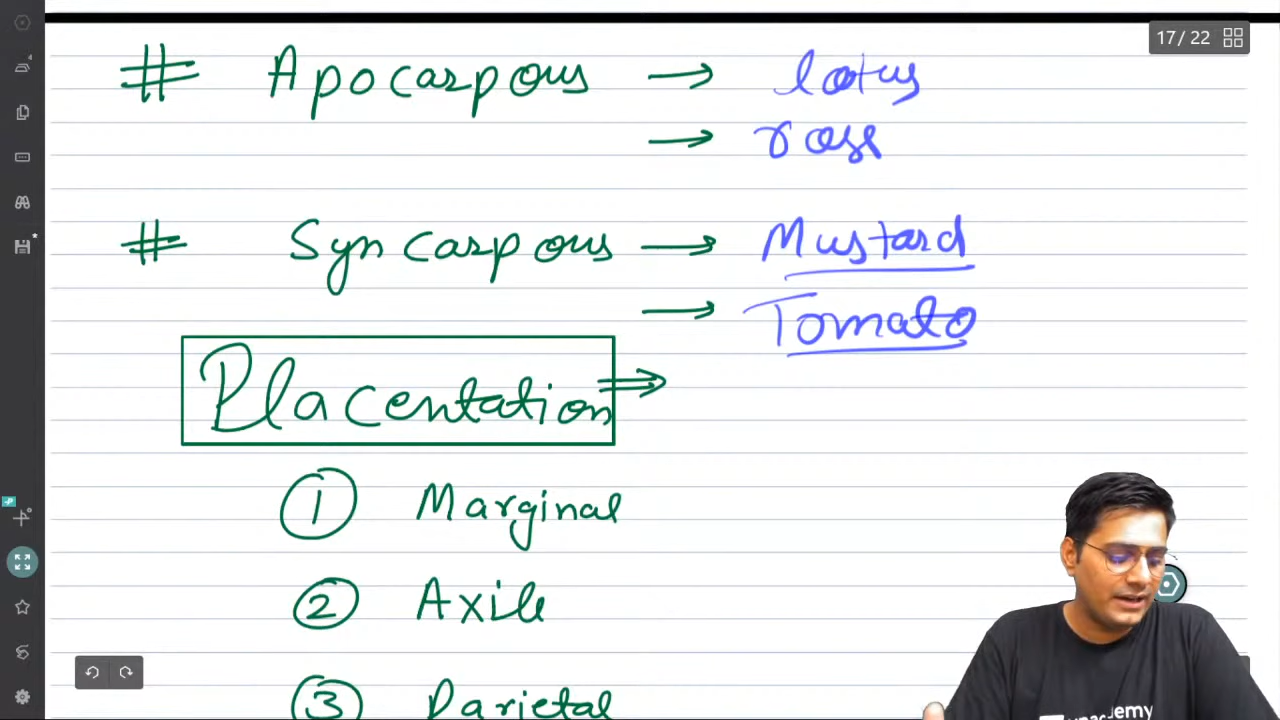 17 / 22
# Apocarpous → lotus
→ rose
# Syncarpous → Mustard
→ Tomato
Placentation ⇒
① Marginal
② Axile
③ Parietal